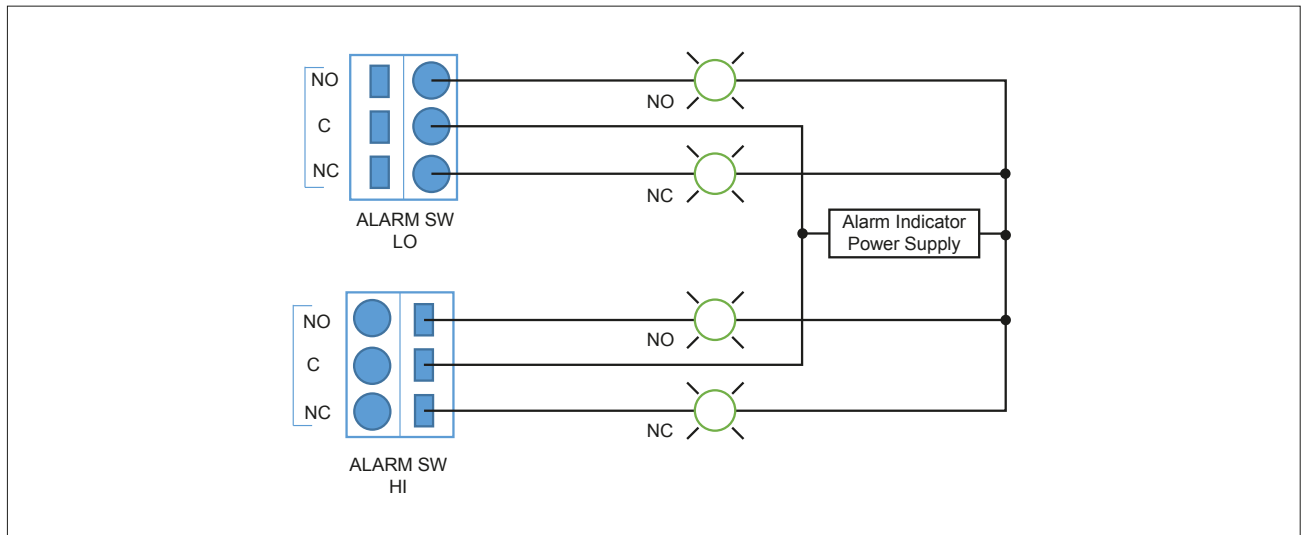 NO
C
NC
ALARM SW
LO
NO
NC
Alarm Indicator
Power Supply
NO
C
NC
ALARM SW
HI
NO
NC